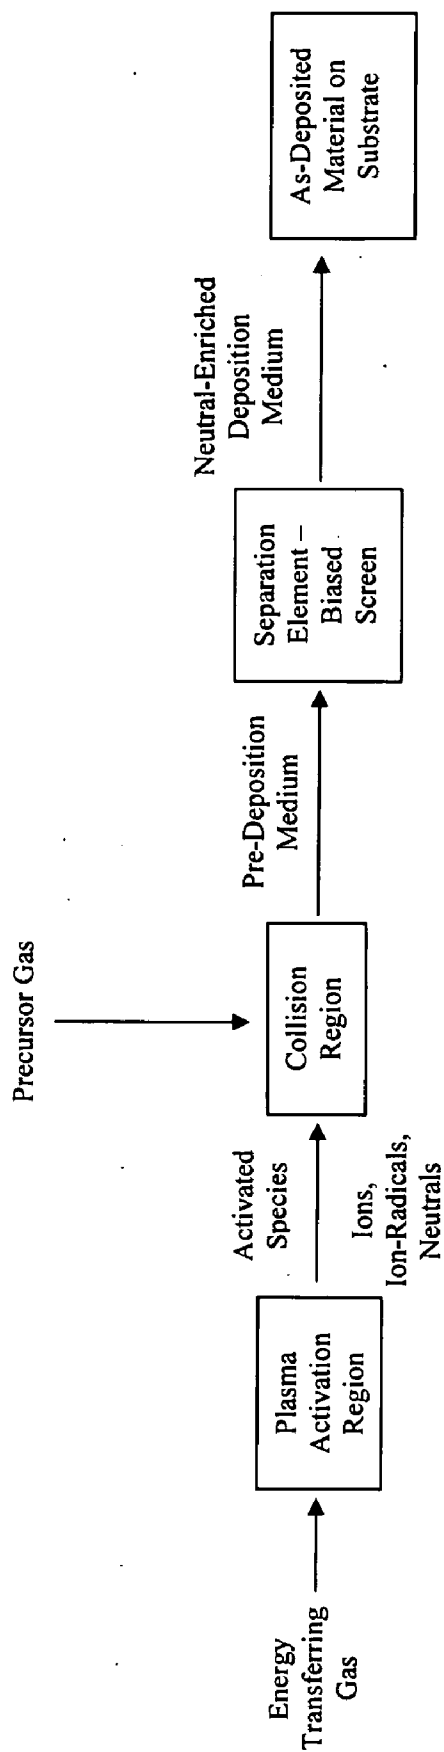 Energy
Transferring
Gas
Plasma
Activation
Region
Activated
Species
Ions,
Ion-Radicals,
Neutrals
Precursor Gas
Collision
Region
Pre-Deposition
Medium
Separation
Element –
Biased
Screen
Neutral-Enriched
Deposition
Medium
As-Deposited
Material on
Substrate